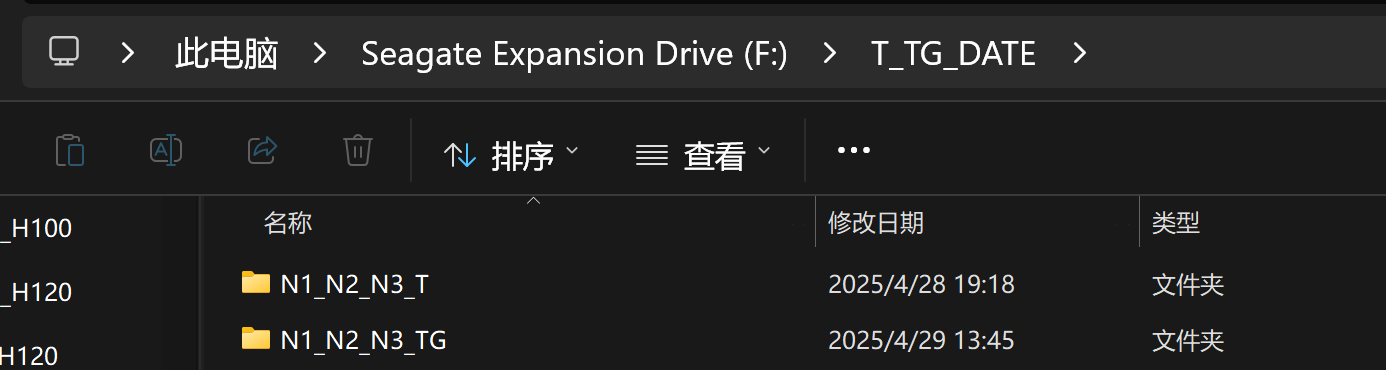 此电脑 > Seagate Expansion Drive (F:) > T_TG_DATE >
排序 查看 •••
名称 修改日期 类型
_H100
N1_N2_N3_T 2025/4/28 19:18 文件夹
_H120
N1_N2_N3_TG 2025/4/29 13:45 文件夹
H120